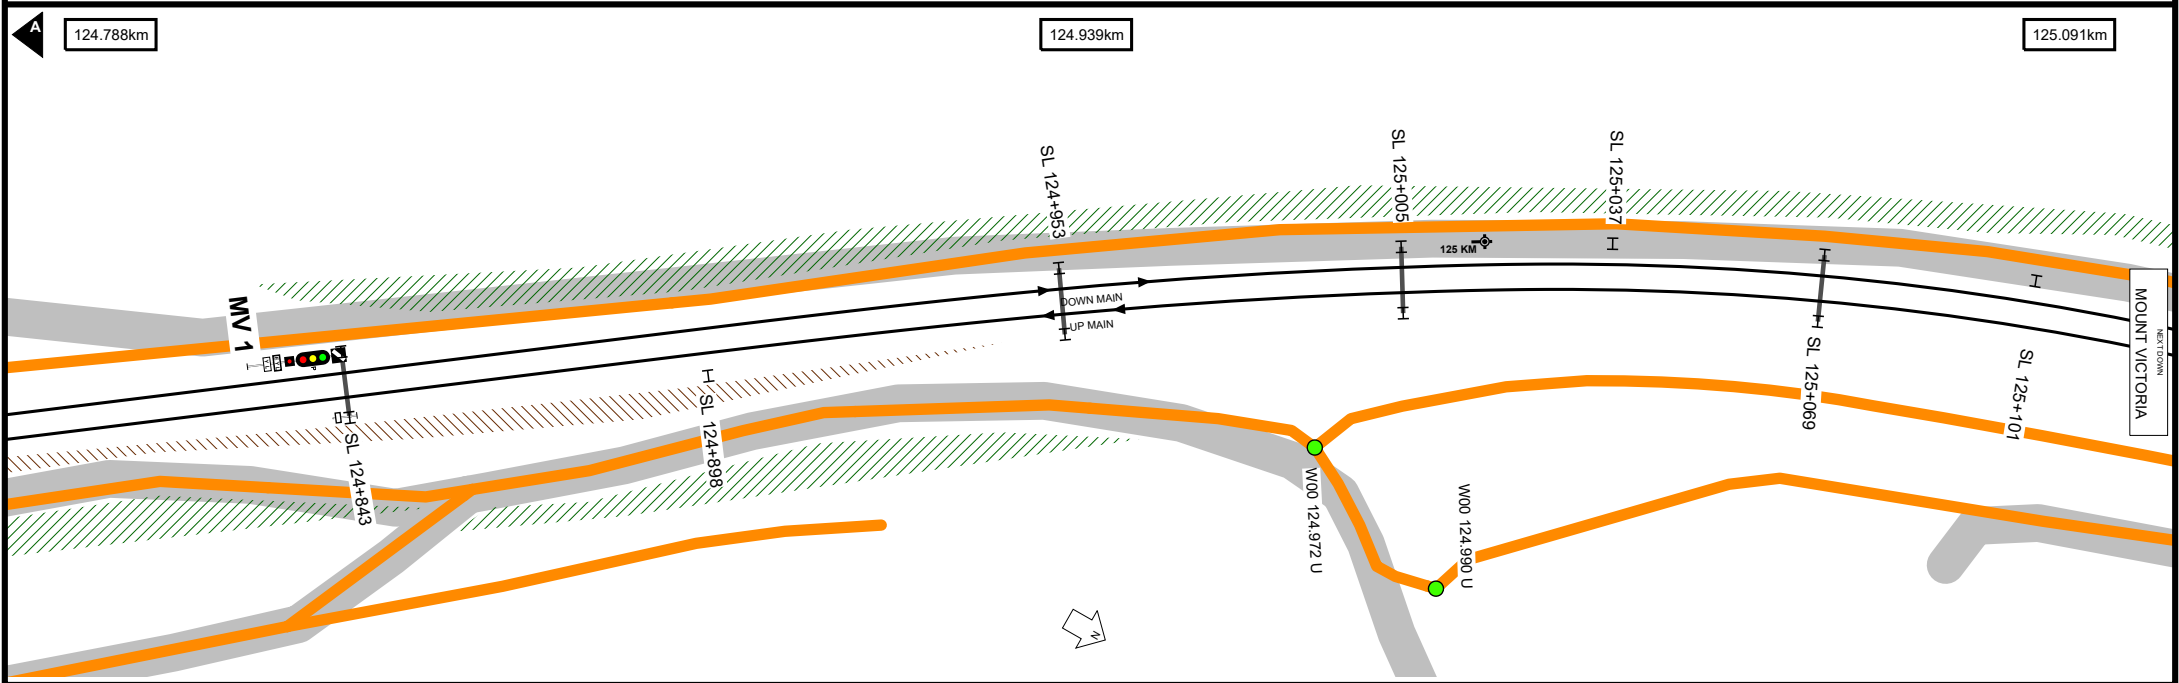 A
124.788km
124.939km
125.091km
SL 124+953
SL 125+005
SL 125+037
125 KM
MV 1
DOWN MAIN
UP MAIN
MOUNT VICTORIA
NEXT DOWN
SL 124+843
SL 124+898
SL 125+069
SL 125+101
W00 124.972 U
W00 124.990 U
N